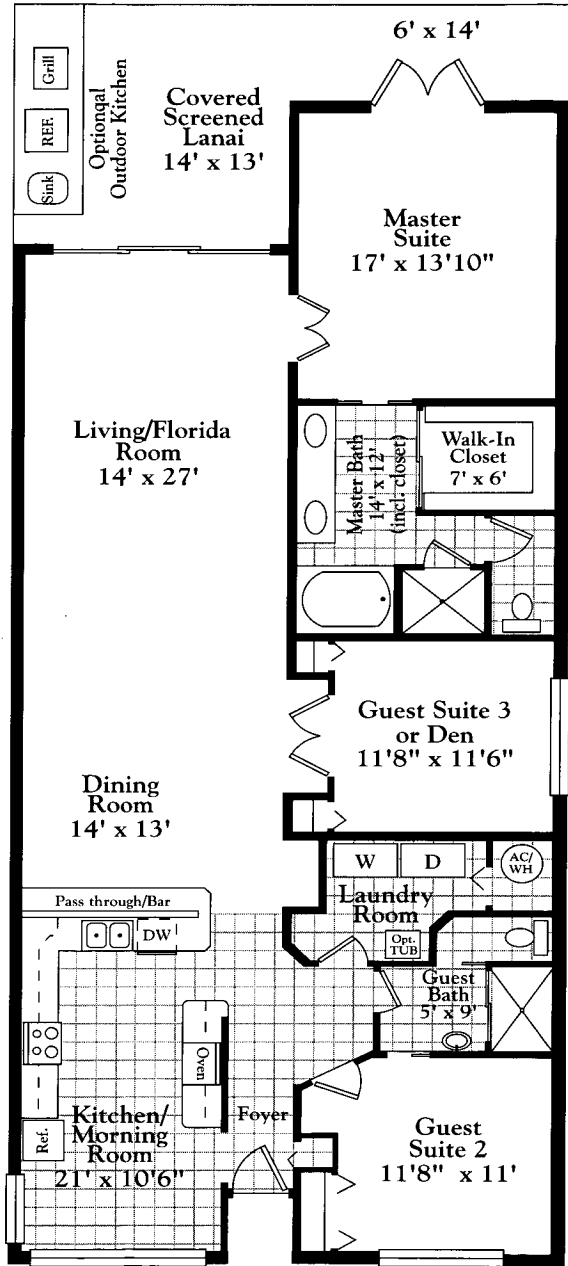 6' x 14'
Grill
REF.
Sink
Optionqal
Outdoor Kitchen
Covered
Screened
Lanai
14' x 13'
Master
Suite
17' x 13'10"
Living/Florida
Room
14' x 27'
Master Bath
14' x 12'
(incl. closet)
Walk-In
Closet
7' x 6'
Guest Suite 3
or Den
11'8" x 11'6"
Dining
Room
14' x 13'
W
D
AC/
WH
Laundry
Room
Opt.
TUB
Pass through/Bar
DW
Guest
Bath
5' x 9'
Oven
Foyer
Ref.
Kitchen/
Morning
Room
21' x 10'6"
Guest
Suite 2
11'8" x 11'